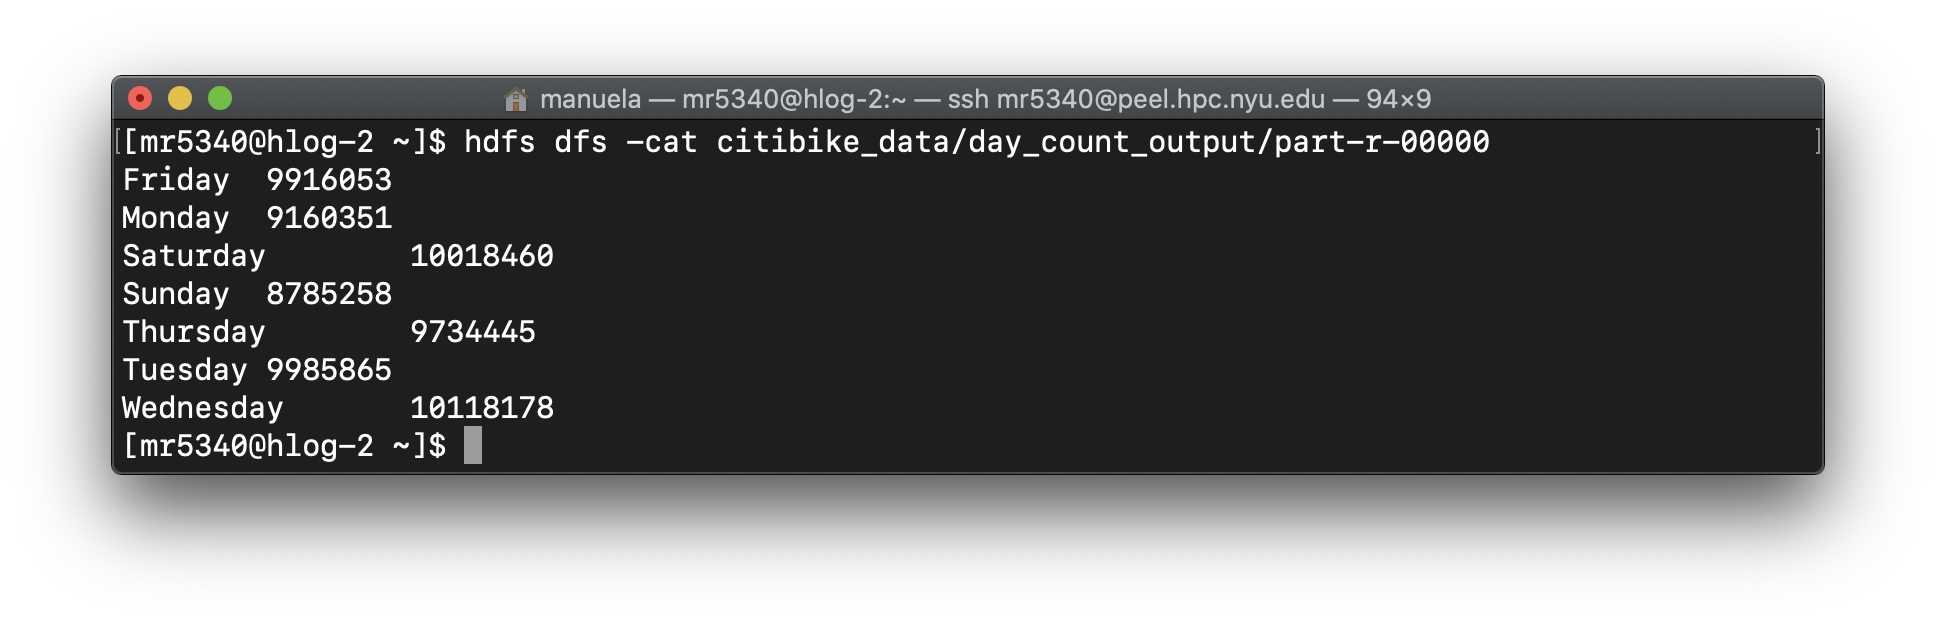 manuela — mr5340@hlog-2:~ — ssh mr5340@peel.hpc.nyu.edu — 94×9
[[mr5340@hlog-2 ~]$ hdfs dfs -cat citibike_data/day_count_output/part-r-00000 ]
Friday 9916053
Monday 9160351
Saturday 10018460
Sunday 8785258
Thursday 9734445
Tuesday 9985865
Wednesday 10118178
[mr5340@hlog-2 ~]$